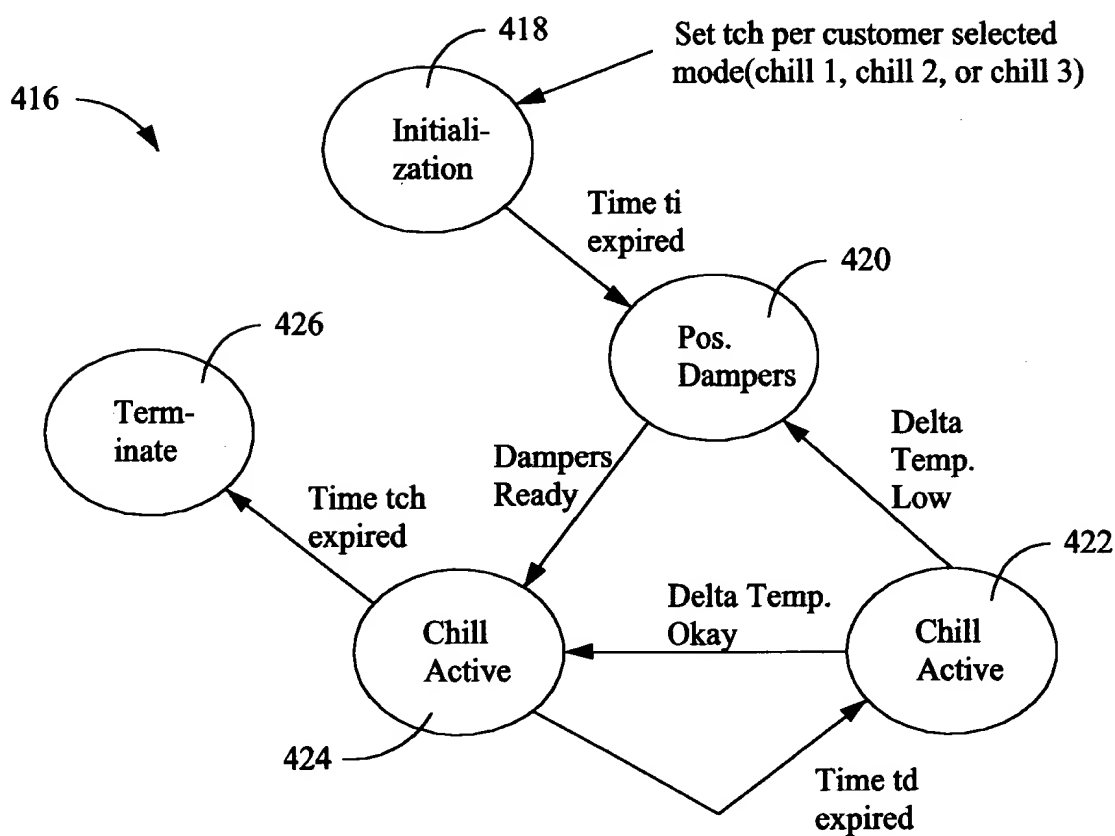 418
Set tch per customer selected
mode(chill 1, chill 2, or chill 3)
416
Initiali-
zation
Time ti
expired
420
Pos.
Dampers
426
Term-
inate
Delta
Temp.
Low
Dampers
Ready
Time tch
expired
422
Delta Temp.
Okay
Chill
Active
Chill
Active
424
Time td
expired